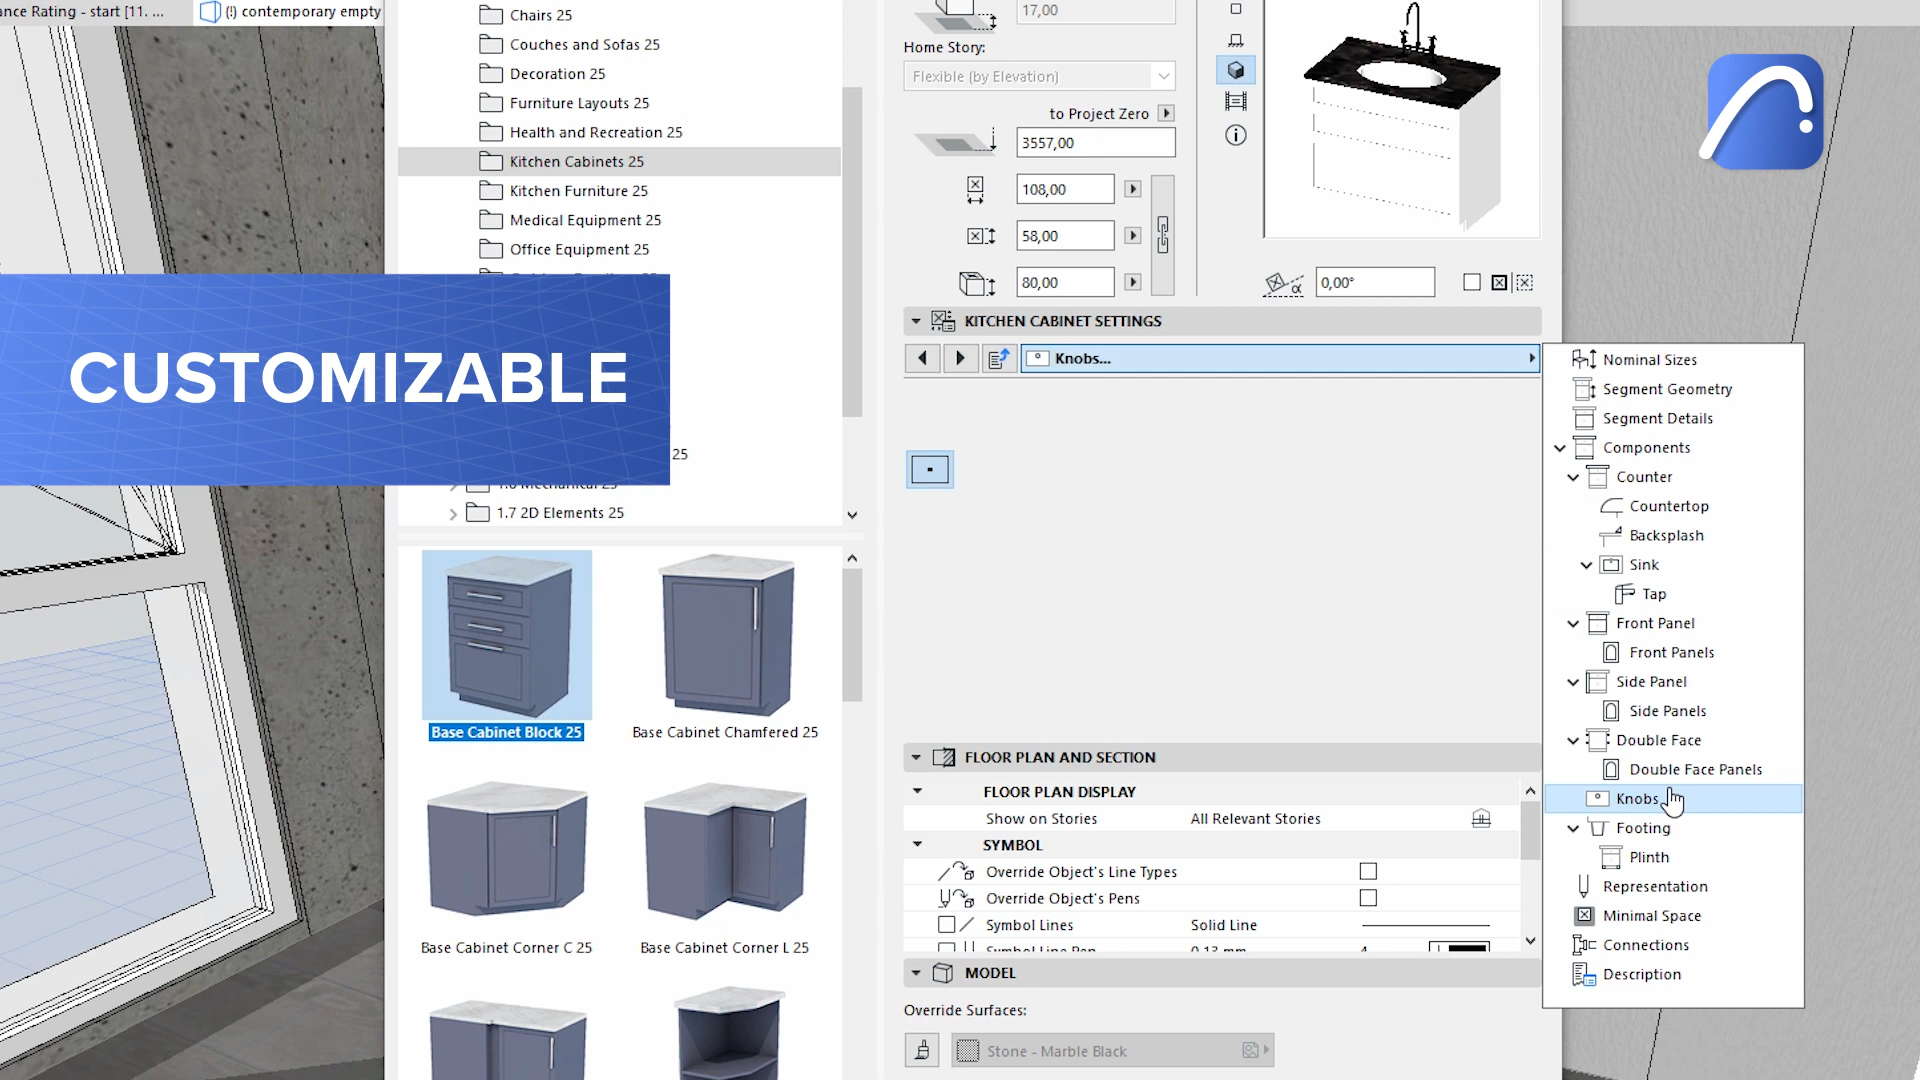 ance Rating - start [11. ...
(!) contemporary empty
Chairs 25
Couches and Sofas 25
Decoration 25
Furniture Layouts 25
Health and Recreation 25
Kitchen Cabinets 25
Kitchen Furniture 25
Medical Equipment 25
Office Equipment 25
CUSTOMIZABLE
25
1.7 2D Elements 25
Base Cabinet Block 25
Base Cabinet Chamfered 25
Base Cabinet Corner C 25
Base Cabinet Corner L 25
17,00
Home Story:
Flexible (by Elevation)
to Project Zero
3557,00
108,00
58,00
80,00
0,00°
α
KITCHEN CABINET SETTINGS
Knobs...
FLOOR PLAN AND SECTION
FLOOR PLAN DISPLAY
Show on Stories All Relevant Stories
SYMBOL
Override Object's Line Types
Override Object's Pens
Symbol Lines Solid Line
Symbol Line Pen 0.13 mm 4
MODEL
Override Surfaces:
Stone - Marble Black
Nominal Sizes
Segment Geometry
Segment Details
Components
Counter
Countertop
Backsplash
Sink
Tap
Front Panel
Front Panels
Side Panel
Side Panels
Double Face
Double Face Panels
Knobs
Footing
Plinth
Representation
Minimal Space
Connections
Description